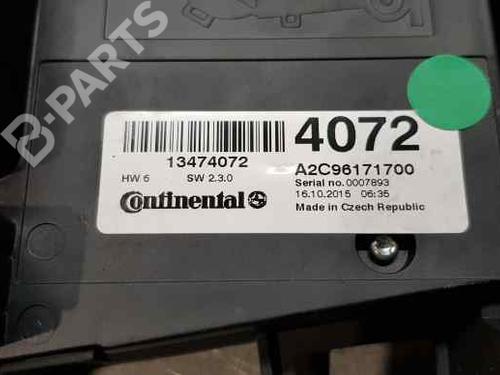 B-PARTS
4072
13474072
A2C96171700
HW 6 SW 2.3.0
Serial no. 0007893
16.10.2015 06:35
Continental
Made in Czech Republic